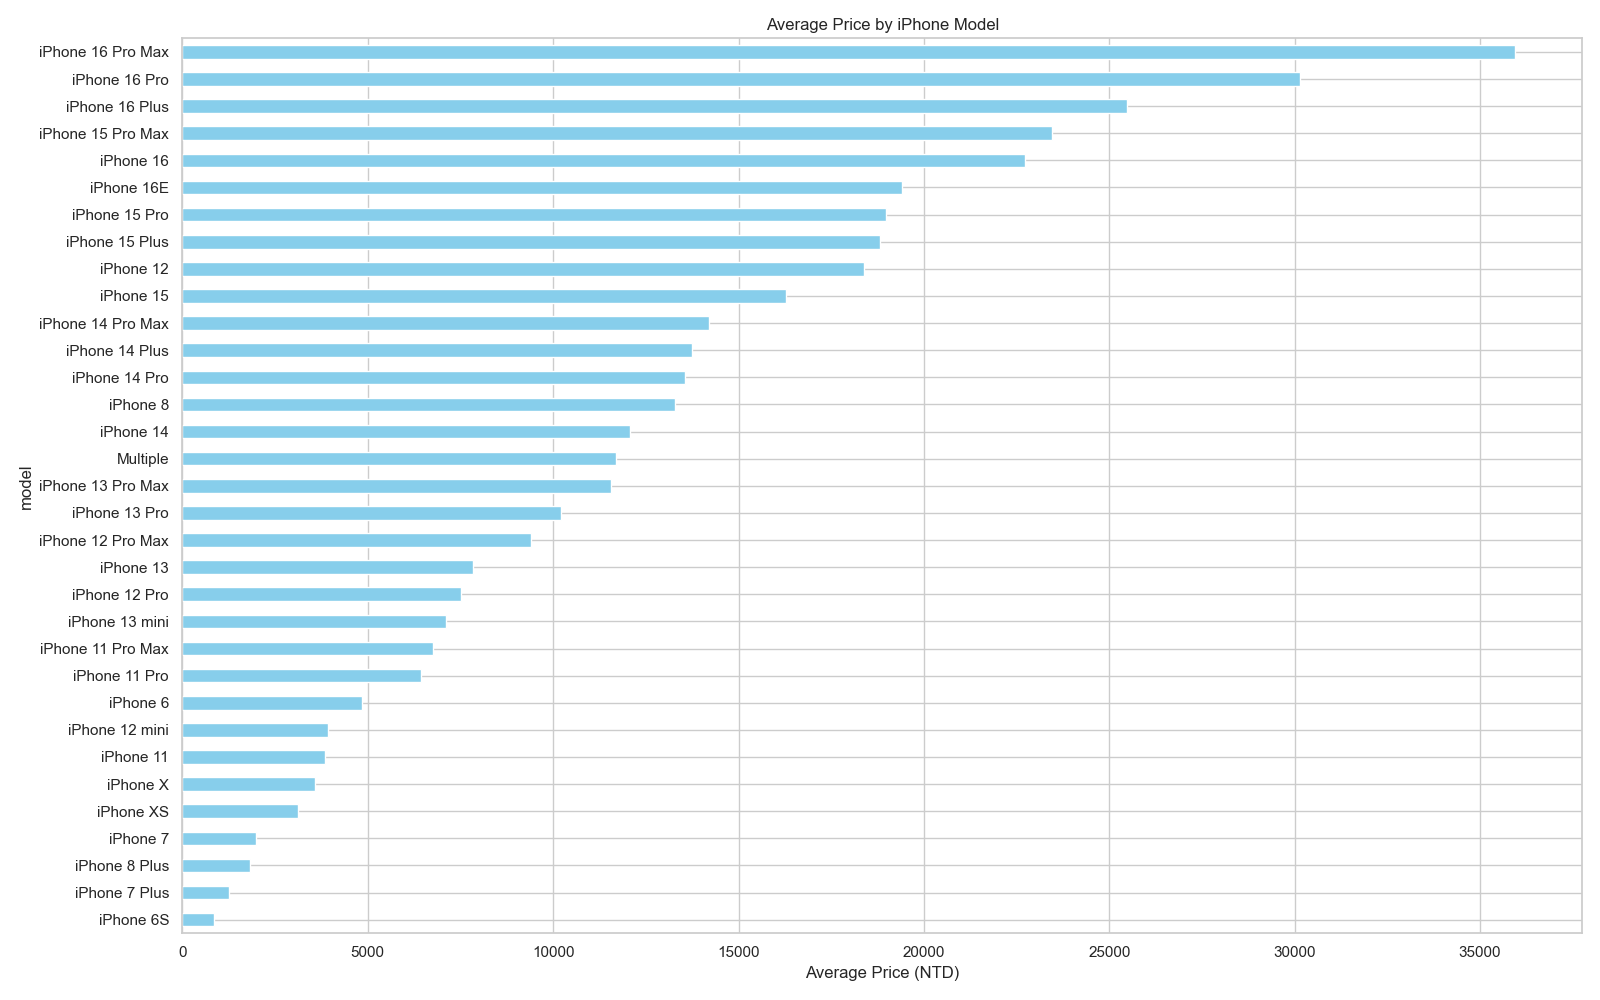 Average Price by iPhone Model
iPhone 16 Pro Max
iPhone 16 Pro
iPhone 16 Plus
iPhone 15 Pro Max
iPhone 16
iPhone 16E
iPhone 15 Pro
iPhone 15 Plus
iPhone 12
iPhone 15
iPhone 14 Pro Max
iPhone 14 Plus
iPhone 14 Pro
iPhone 8
iPhone 14
Multiple
iPhone 13 Pro Max
iPhone 13 Pro
iPhone 12 Pro Max
iPhone 13
iPhone 12 Pro
iPhone 13 mini
iPhone 11 Pro Max
iPhone 11 Pro
iPhone 6
iPhone 12 mini
iPhone 11
iPhone X
iPhone XS
iPhone 7
iPhone 8 Plus
iPhone 7 Plus
iPhone 6S
model
0 5000 10000 15000 20000 25000 30000 35000
Average Price (NTD)